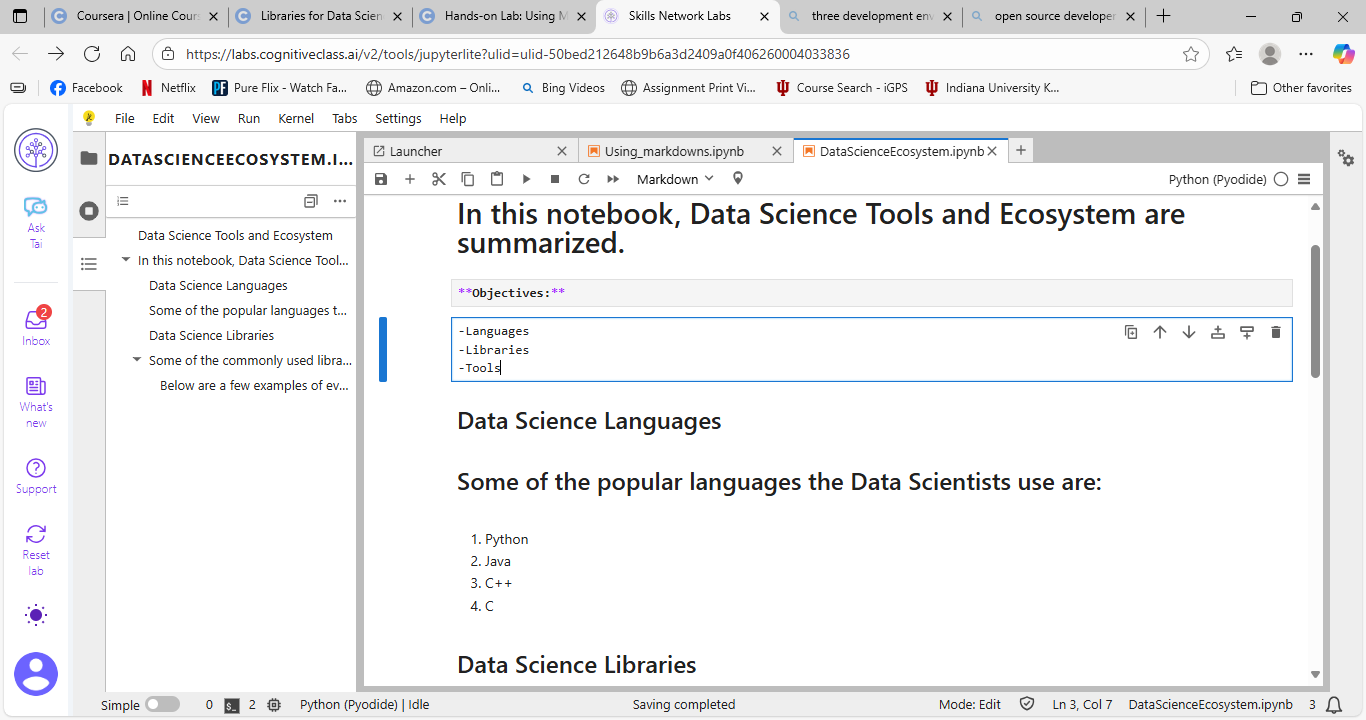 Coursera | Online Cours
Libraries for Data Scien
Hands-on Lab: Using M
Skills Network Labs
three development env
open source developer
https://labs.cognitiveclass.ai/v2/tools/jupyterlite?ulid=ulid-50bed212648b9b6a3d2409a0f406260004033836
Facebook
Netflix
PF Pure Flix - Watch Fa...
Amazon.com – Onli...
Bing Videos
Assignment Print Vi...
Course Search - iGPS
Indiana University K...
Other favorites
File Edit View Run Kernel Tabs Settings Help
Ask
Tai
2
Inbox
What's
new
Support
Reset
lab
DATASCIENCEECOSYSTEM.I...
Data Science Tools and Ecosystem
In this notebook, Data Science Tool...
Data Science Languages
Some of the popular languages t...
Data Science Libraries
Some of the commonly used libra...
Below are a few examples of ev...
Launcher
Using_markdowns.ipynb
DataScienceEcosystem.ipynb
Markdown
Python (Pyodide)
In this notebook, Data Science Tools and Ecosystem are
summarized.
**Objectives:**
-Languages
-Libraries
-Tools
Data Science Languages
Some of the popular languages the Data Scientists use are:
1. Python
2. Java
3. C++
4. C
Data Science Libraries
Simple
0
$_
2
Python (Pyodide) | Idle
Saving completed
Mode: Edit
Ln 3, Col 7
DataScienceEcosystem.ipynb
3